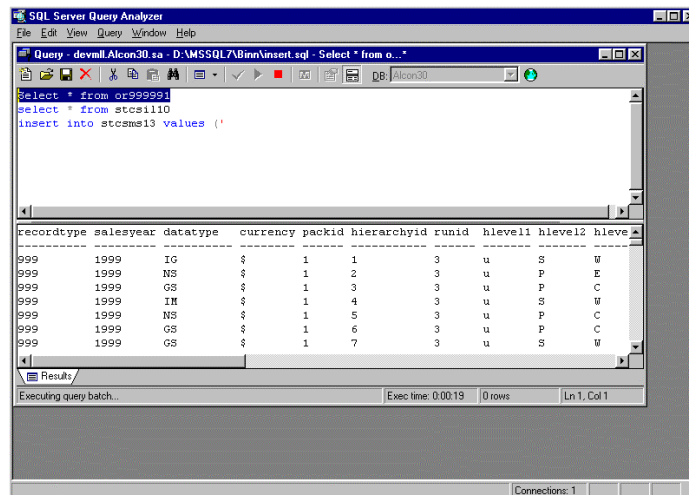 SQL Server Query Analyzer
File Edit View Query Window Help
Query - devmll.Alcon30.sa - D:\MSSQL7\Binn\insert.sql - Select * from o...*
DB: Alcon30
Select * from or999991
select * from stcsil10
insert into stcsms13 values ('
recordtype salesyear datatype currency packid hierarchyid runid hlevel1 hlevel2 hleve
---------- --------- -------- -------- ------ ----------- ----- ------- ------- -----
999 1999 IG $ 1 1 3 u S W
999 1999 NS $ 1 2 3 u P E
999 1999 GS $ 1 3 3 u P C
999 1999 IM $ 1 4 3 u S W
999 1999 NS $ 1 5 3 u P C
999 1999 GS $ 1 6 3 u P C
999 1999 GS $ 1 7 3 u S W
Results
Executing query batch... Exec time: 0:00:19 0 rows Ln 1, Col 1
Connections: 1